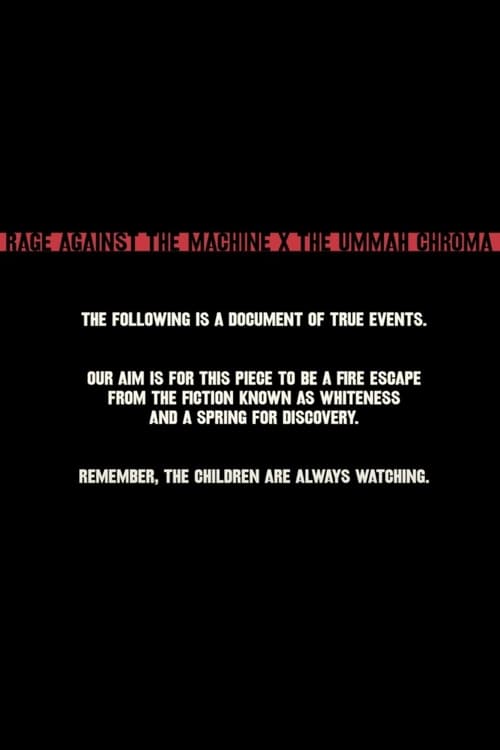 RAGE AGAINST THE MACHINE X THE UMMAH CHROMA
THE FOLLOWING IS A DOCUMENT OF TRUE EVENTS.
OUR AIM IS FOR THIS PIECE TO BE A FIRE ESCAPE
FROM THE FICTION KNOWN AS WHITENESS
AND A SPRING FOR DISCOVERY.
REMEMBER, THE CHILDREN ARE ALWAYS WATCHING.